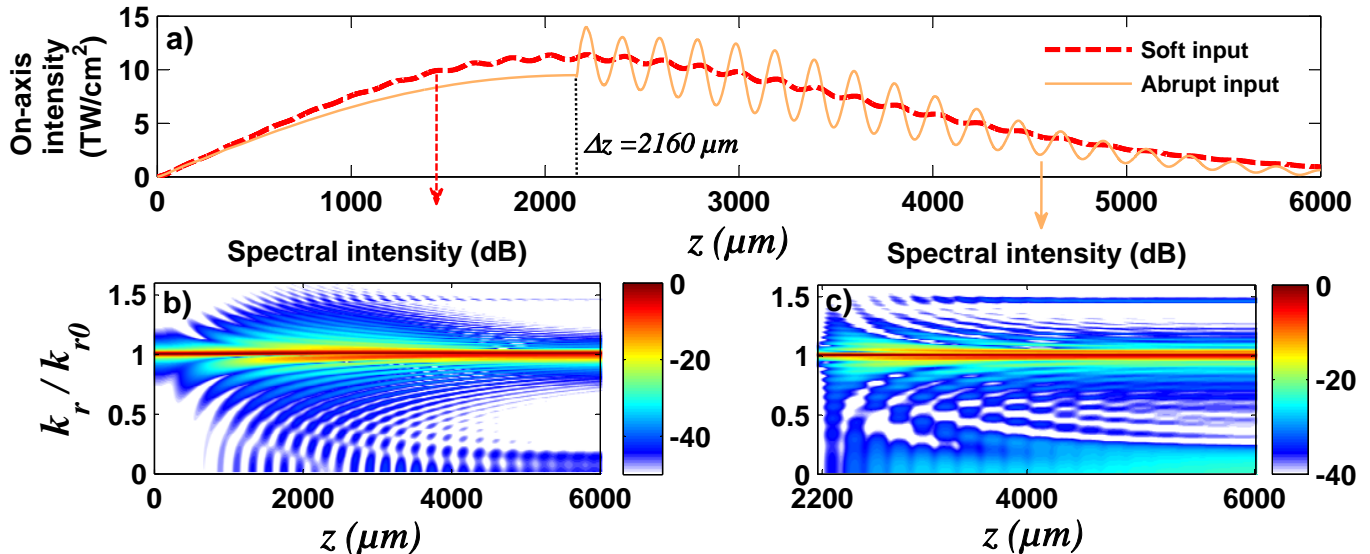 a)
On-axis
intensity
(TW/cm²)
15
10
5
0
Soft input
Abrupt input
Δz =2160 μm
0 1000 2000 3000 4000 5000 6000
z (μm)
Spectral intensity (dB)
b)
k_r / k_{r0}
1.5
1
0.5
0
0 2000 4000 6000
z (μm)
0
-20
-40
Spectral intensity (dB)
c)
1.5
1
0.5
0
2200 4000 6000
z (μm)
0
-20
-40